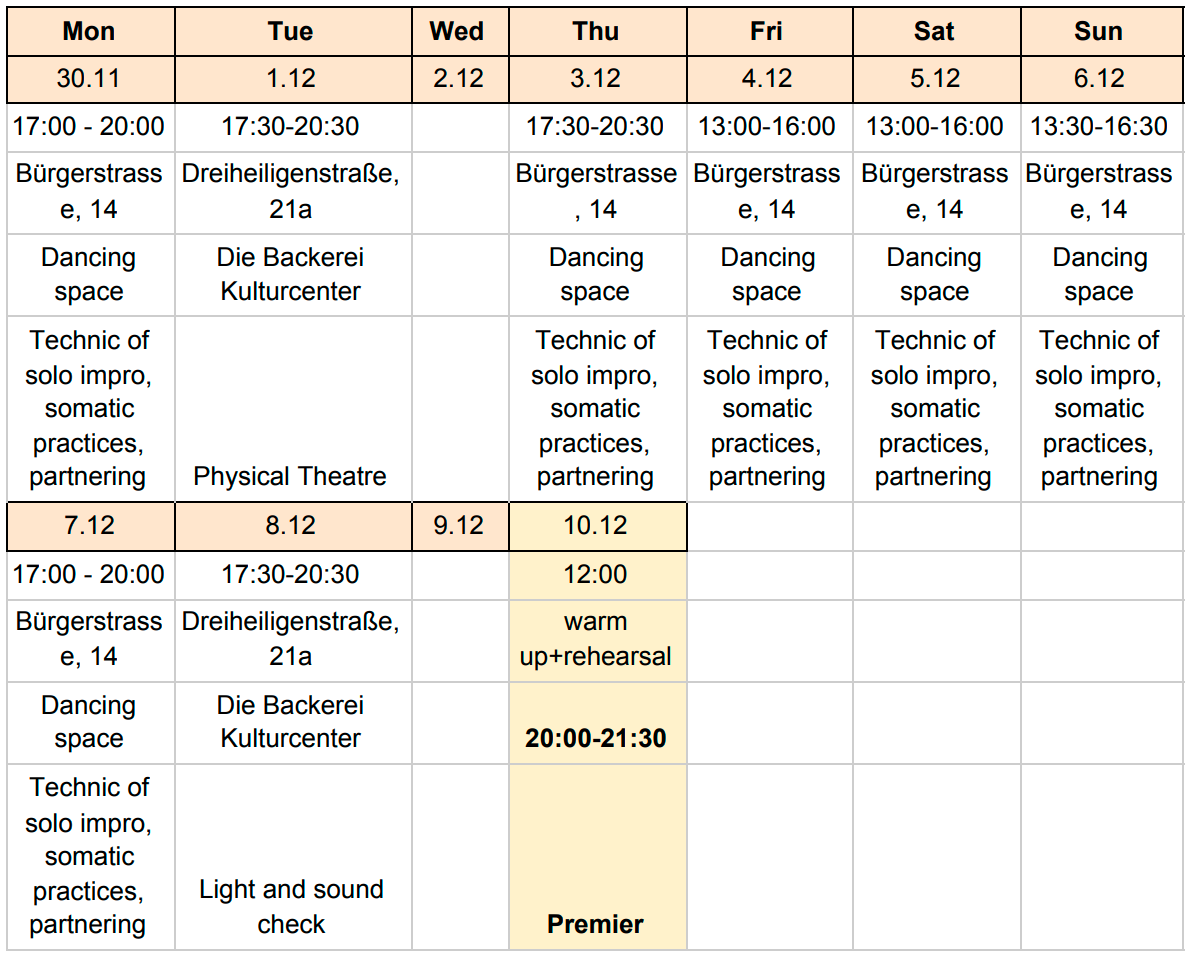 Mon Tue Wed Thu Fri Sat Sun
30.11 1.12 2.12 3.12 4.12 5.12 6.12
17:00 - 20:00 17:30-20:30 17:30-20:30 13:00-16:00 13:00-16:00 13:30-16:30
Bürgerstrass Dreiheiligenstraße, Bürgerstrasse Bürgerstrass Bürgerstrass Bürgerstrass
e, 14 21a , 14 e, 14 e, 14 e, 14
Dancing Die Backerei Dancing Dancing Dancing Dancing
space Kulturcenter space space space space
Technic of Technic of Technic of Technic of Technic of
solo impro, solo impro, solo impro, solo impro, solo impro,
somatic somatic somatic somatic somatic
practices, practices, practices, practices, practices,
partnering Physical Theatre partnering partnering partnering partnering
7.12 8.12 9.12 10.12
17:00 - 20:00 17:30-20:30 12:00
Bürgerstrass Dreiheiligenstraße, warm
e, 14 21a up+rehearsal
Dancing Die Backerei
space Kulturcenter 20:00-21:30
Technic of
solo impro,
somatic
practices, Light and sound
partnering check Premier